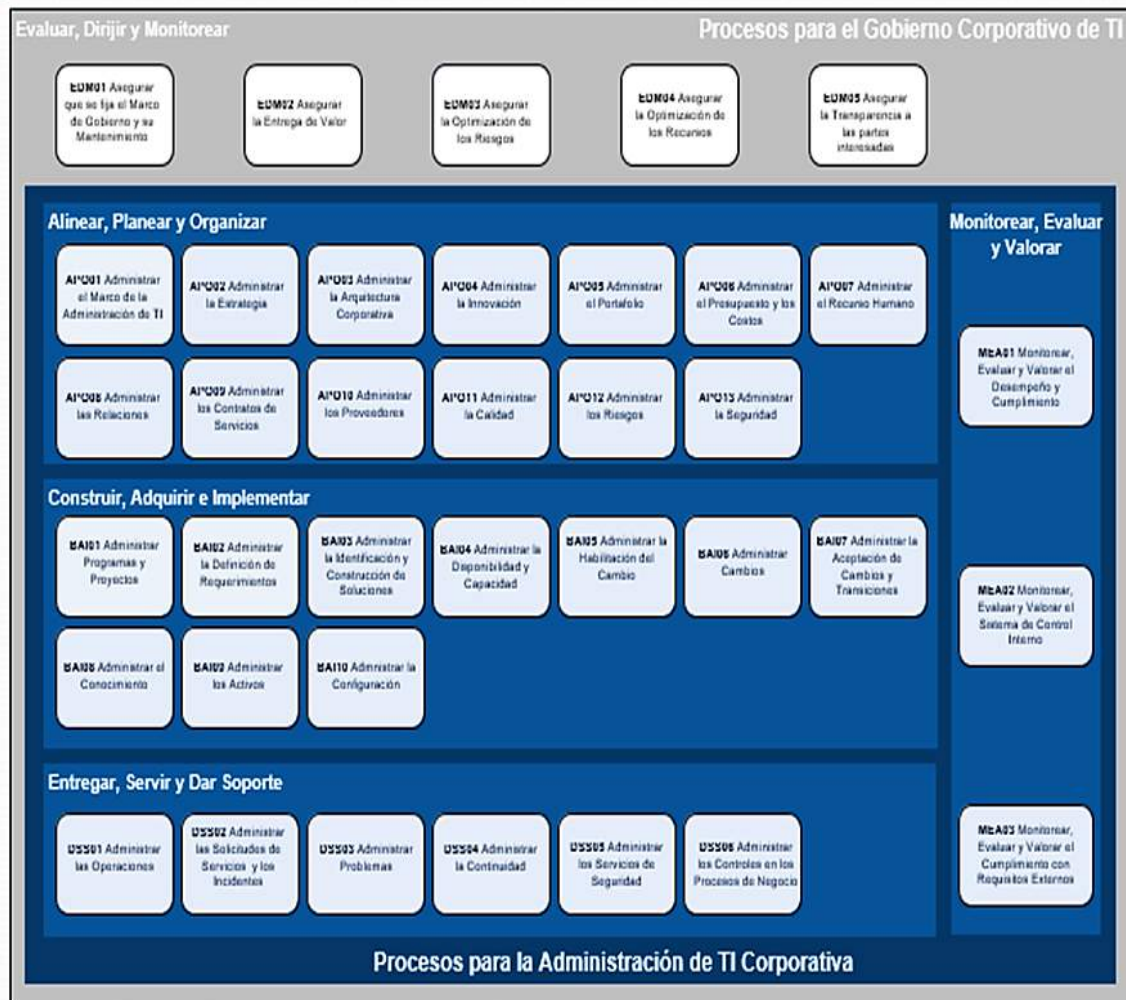 Evaluar, Dirijir y Monitorear
Procesos para el Gobierno Corporativo de TI
EDM01 Asegurar
que se fija el Marco
de Gobierno y su
Mantenimiento
EDM02 Asegurar
la Entrega de Valor
EDM03 Asegurar
la Optimización de
los Riesgos
EDM04 Asegurar
la Optimización de
los Recursos
EDM05 Asegurar
la Transparencia a
las partes
interesadas
Alinear, Planear y Organizar
APO01 Administrar
el Marco de la
Administración de TI
APO02 Administrar
la Estrategia
APO03 Administrar
la Arquitectura
Corporativa
APO04 Administrar
la Innovación
APO05 Administrar
el Portafolio
APO06 Administrar
el Presupuesto y los
Costos
APO07 Administrar
el Recurso Humano
APO08 Administrar
las Relaciones
APO09 Administrar
los Contratos de
Servicios
APO10 Administrar
los Proveedores
APO11 Administrar
la Calidad
APO12 Administrar
los Riesgos
APO13 Administrar
la Seguridad
Construir, Adquirir e Implementar
BAI01 Administrar
Programas y
Proyectos
BAI02 Administrar
la Definición de
Requerimientos
BAI03 Administrar
la Identificación y
Construcción de
Soluciones
BAI04 Administrar la
Disponibilidad y
Capacidad
BAI05 Administrar la
Habilitación del
Cambio
BAI06 Administrar
Cambios
BAI07 Administrar la
Aceptación de
Cambios y
Transiciones
BAI08 Administrar el
Conocimiento
BAI09 Administrar
los Activos
BAI10 Admnistrar la
Configuración
Entregar, Servir y Dar Soporte
DSS01 Administrar
las Operaciones
DSS02 Administrar
las Solicitudes de
Servicios y los
Incidentes
DSS03 Administrar
Problemas
DSS04 Administrar
la Continuidad
DSS05 Administrar
los Servicios de
Seguridad
DSS06 Administrar
los Controles en los
Procesos de Negocio
Monitorear, Evaluar
y Valorar
MEA01 Monitorear,
Evaluar y Valorar el
Desempeño y
Cumplimiento
MEA02 Monitorear,
Evaluar y Valorar el
Sistema de Control
Interno
MEA03 Monitorear,
Evaluar y Valorar el
Cumplimiento con
Requisitos Externos
Procesos para la Administración de TI Corporativa